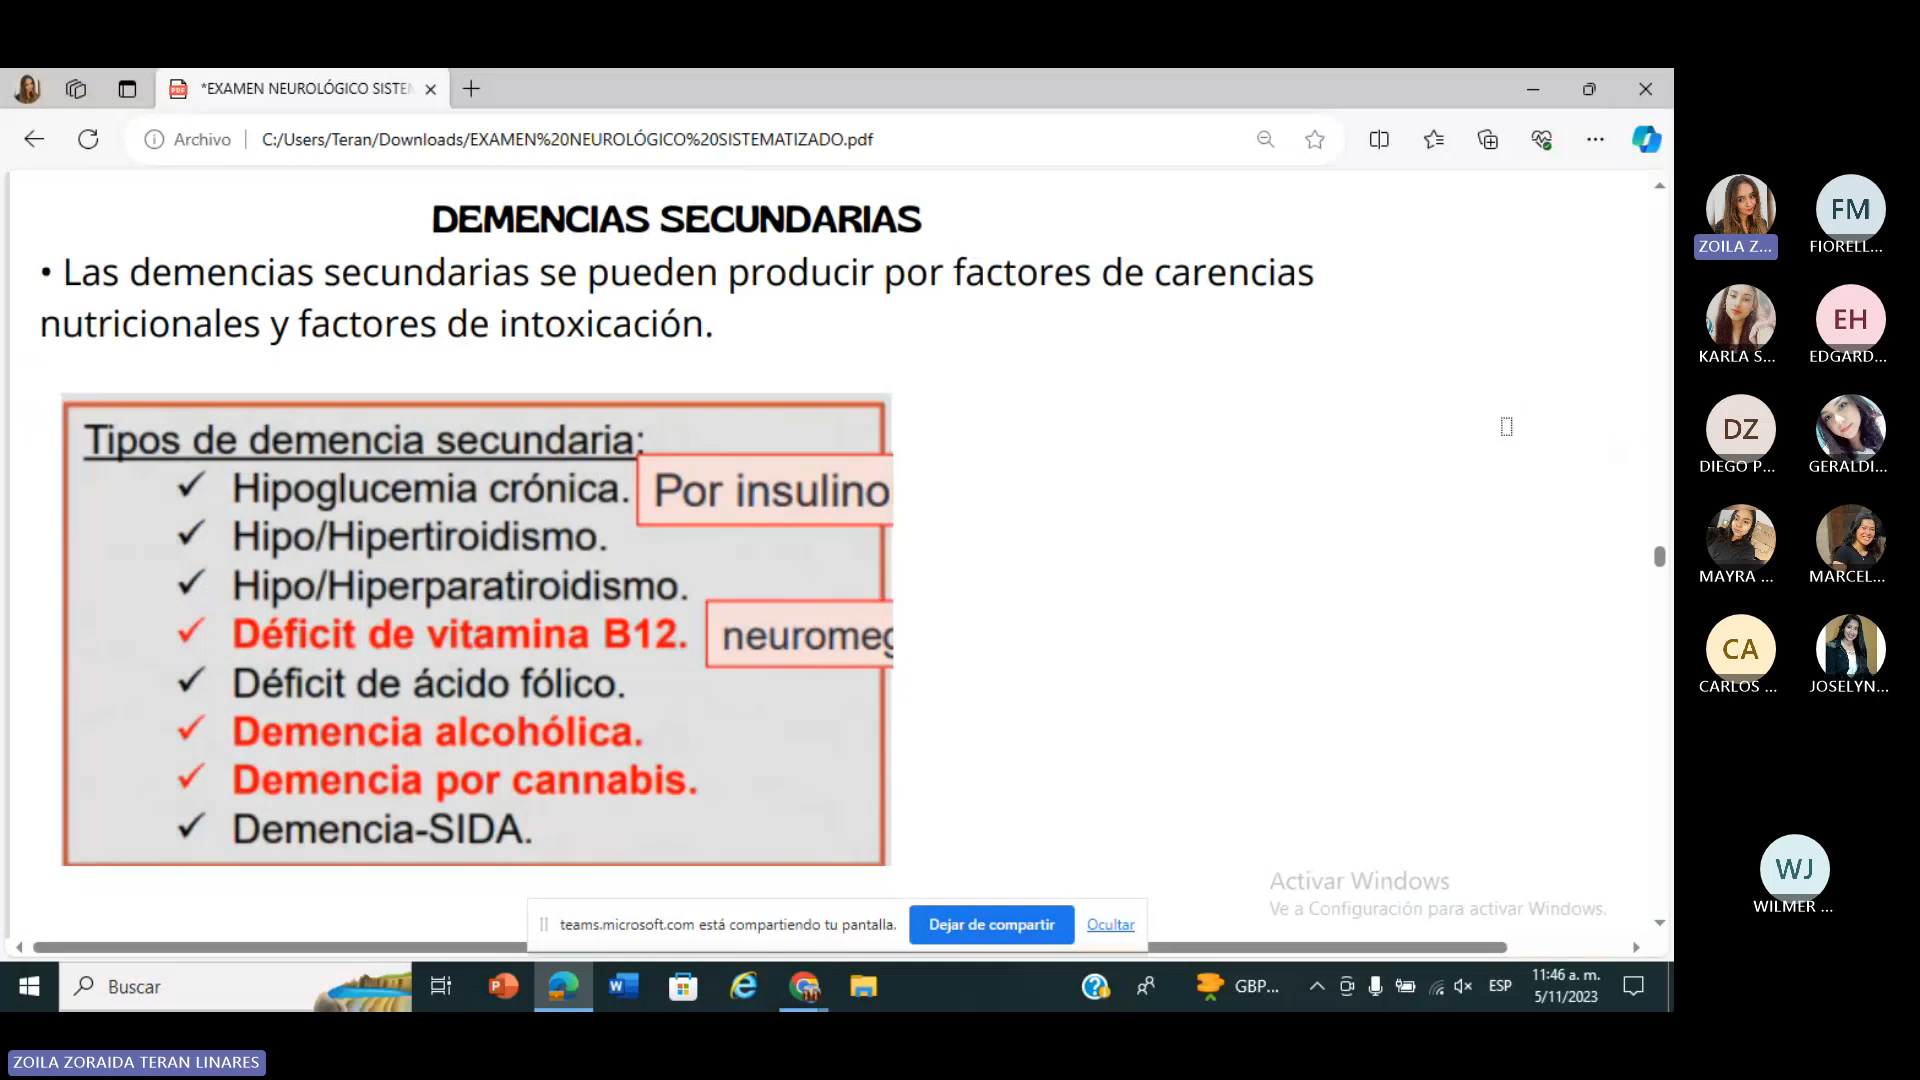 *EXAMEN NEUROLÓGICO SISTEM
Archivo
C:/Users/Teran/Downloads/EXAMEN%20NEUROLÓGICO%20SISTEMATIZADO.pdf
DEMENCIAS SECUNDARIAS
• Las demencias secundarias se pueden producir por factores de carencias
nutricionales y factores de intoxicación.
Tipos de demencia secundaria:
✓ Hipoglucemia crónica. Por insulino
✓ Hipo/Hipertiroidismo.
✓ Hipo/Hiperparatiroidismo.
✓ Déficit de vitamina B12. neurome
✓ Déficit de ácido fólico.
✓ Demencia alcohólica.
✓ Demencia por cannabis.
✓ Demencia-SIDA.
Activar Windows
Ve a Configuración para activar Windows.
teams.microsoft.com está compartiendo tu pantalla. Dejar de compartir Ocultar
Buscar
GBP...
ESP
11:46 a. m.
5/11/2023
ZOILA Z...
FM
FIORELL...
KARLA S...
EH
EDGARD...
DZ
DIEGO P...
GERALDI...
MAYRA ...
MARCEL...
CA
CARLOS ...
JOSELYN...
WJ
WILMER ...
ZOILA ZORAIDA TERAN LINARES